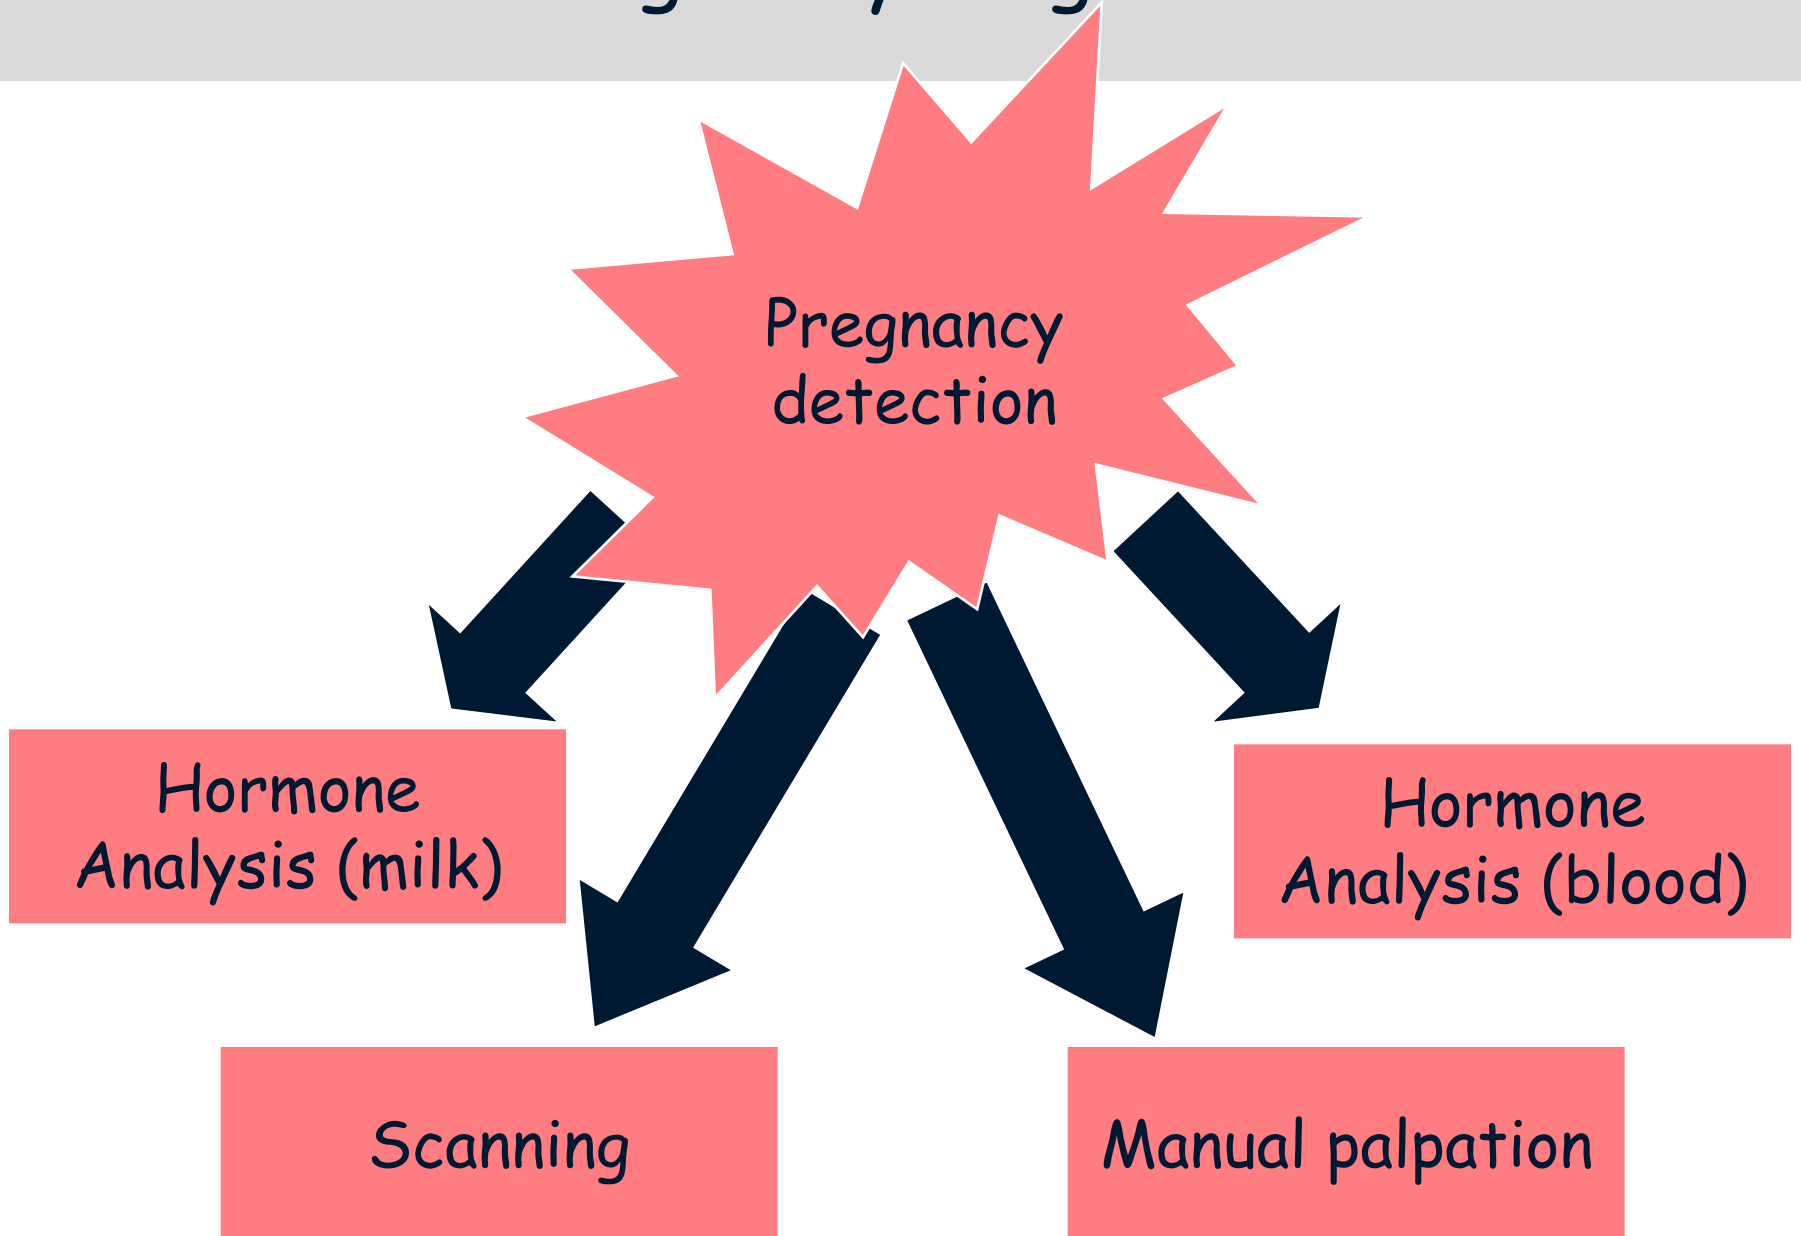 Pregnancy
detection
Hormone
Analysis (milk)
Hormone
Analysis (blood)
Scanning
Manual palpation